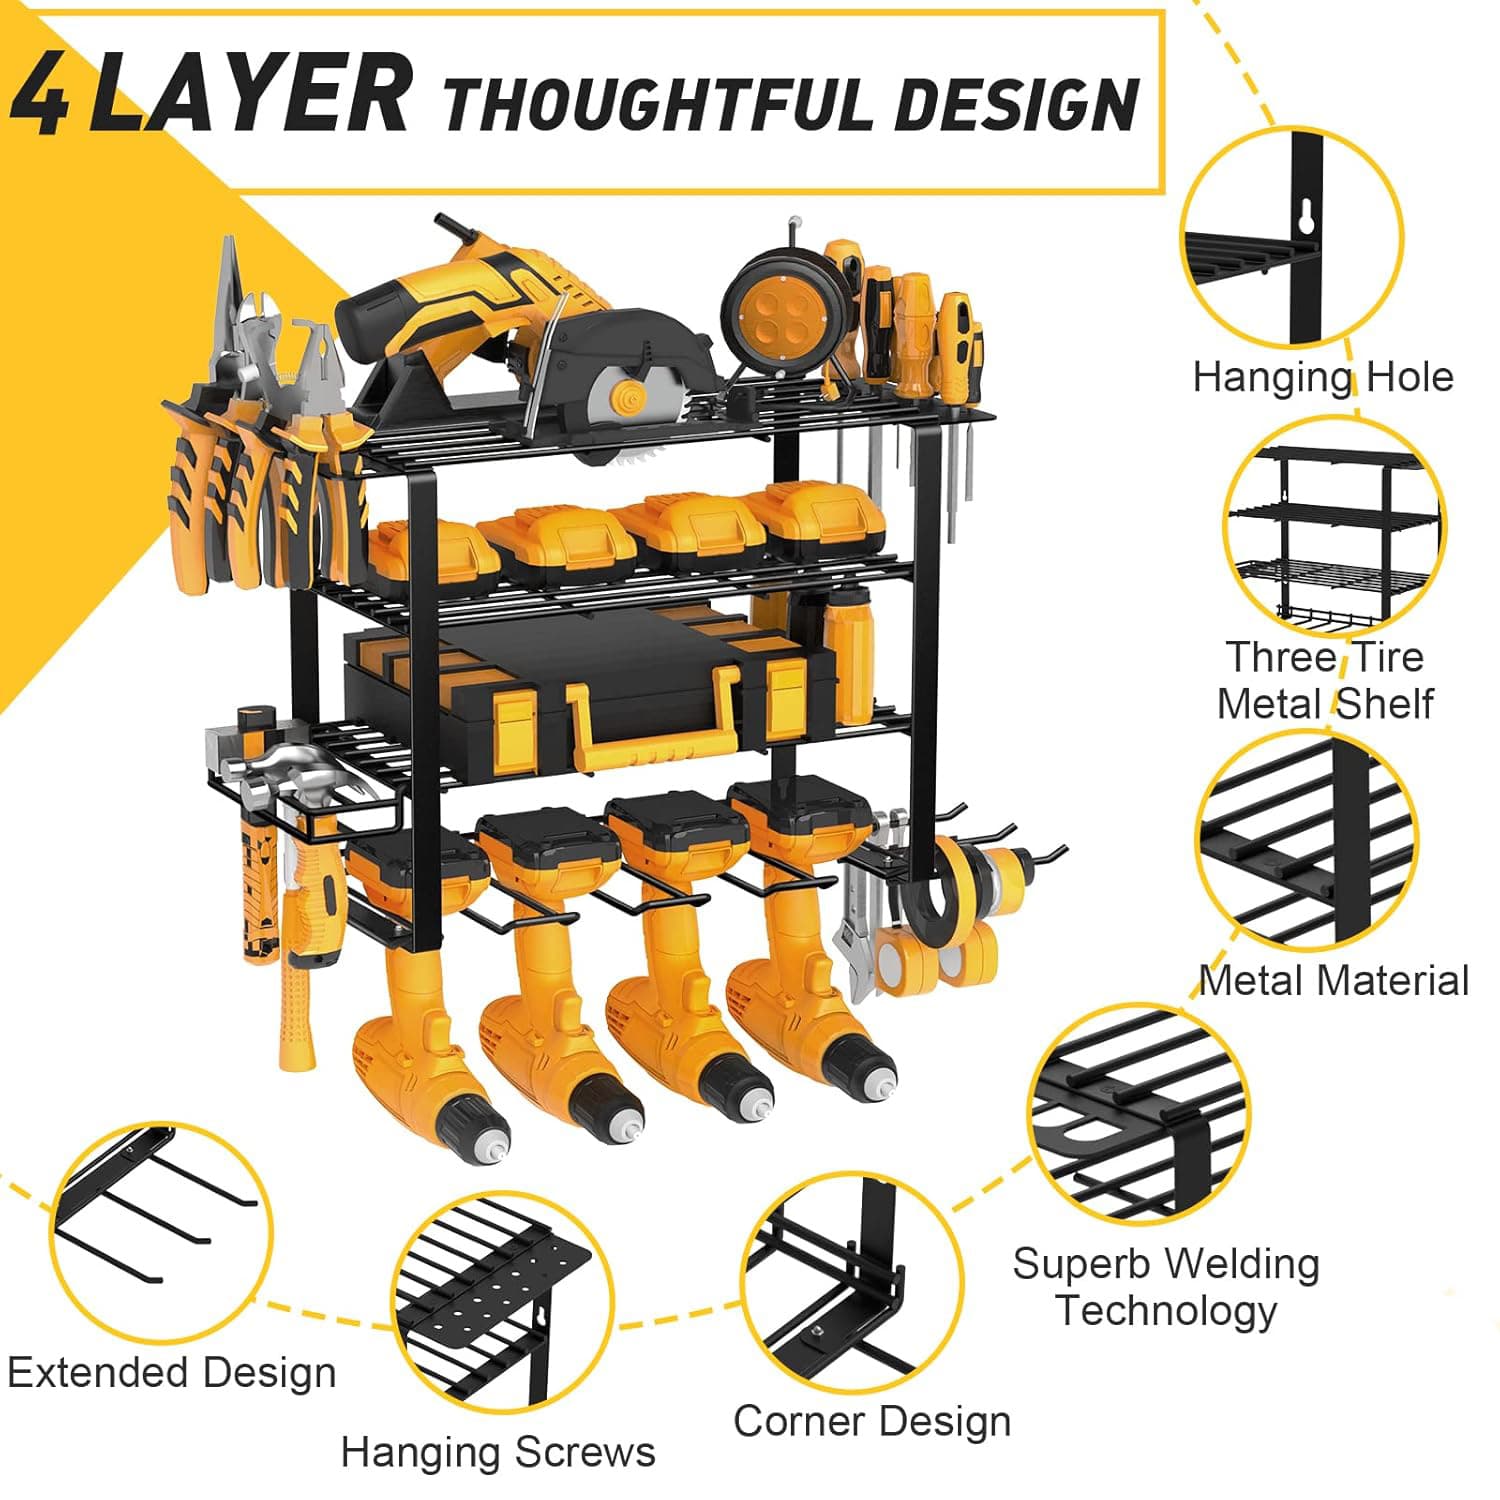 4 LAYER THOUGHTFUL DESIGN
Hanging Hole
Three Tire
Metal Shelf
Metal Material
Superb Welding
Technology
Corner Design
Hanging Screws
Extended Design